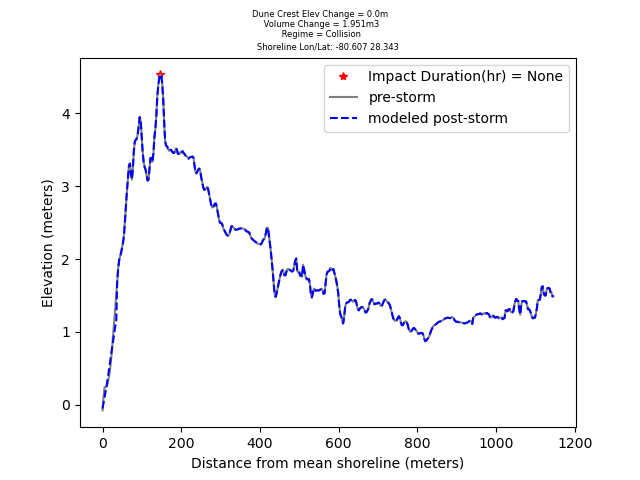 Dune Crest Elev Change = 0.0m
Volume Change = 1.951m3
Regime = Collision
Shoreline Lon/Lat: -80.607 28.343
Impact Duration(hr) = None
pre-storm
modeled post-storm
Elevation (meters)
4
3
2
1
0
0 200 400 600 800 1000 1200
Distance from mean shoreline (meters)